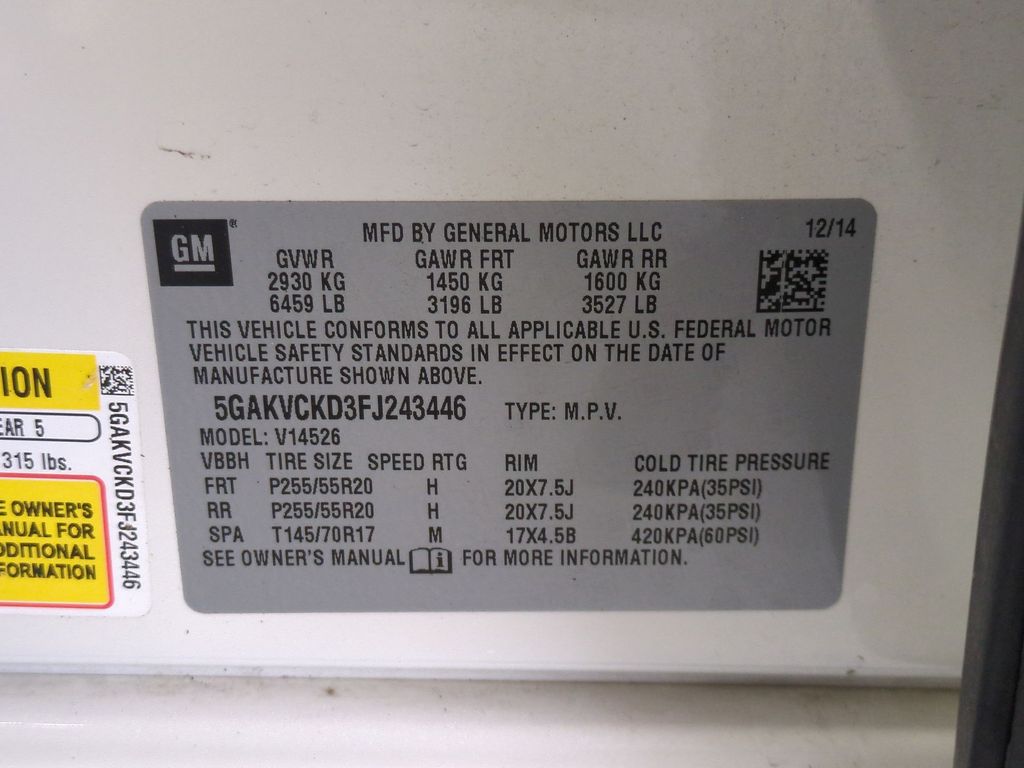 GM®
MFD BY GENERAL MOTORS LLC 12/14
GVWR GAWR FRT GAWR RR
2930 KG 1450 KG 1600 KG
6459 LB 3196 LB 3527 LB
THIS VEHICLE CONFORMS TO ALL APPLICABLE U.S. FEDERAL MOTOR
VEHICLE SAFETY STANDARDS IN EFFECT ON THE DATE OF
MANUFACTURE SHOWN ABOVE.
5GAKVCKD3FJ243446 TYPE: M.P.V.
MODEL: V14526
VBBH TIRE SIZE SPEED RTG RIM COLD TIRE PRESSURE
FRT P255/55R20 H 20X7.5J 240KPA(35PSI)
RR P255/55R20 H 20X7.5J 240KPA(35PSI)
SPA T145/70R17 M 17X4.5B 420KPA(60PSI)
SEE OWNER'S MANUAL i FOR MORE INFORMATION.
ION
EAR 5
315 lbs.
E OWNER'S
ANUAL FOR
DDITIONAL
FORMATION
5GAKVCKD3FJ243446